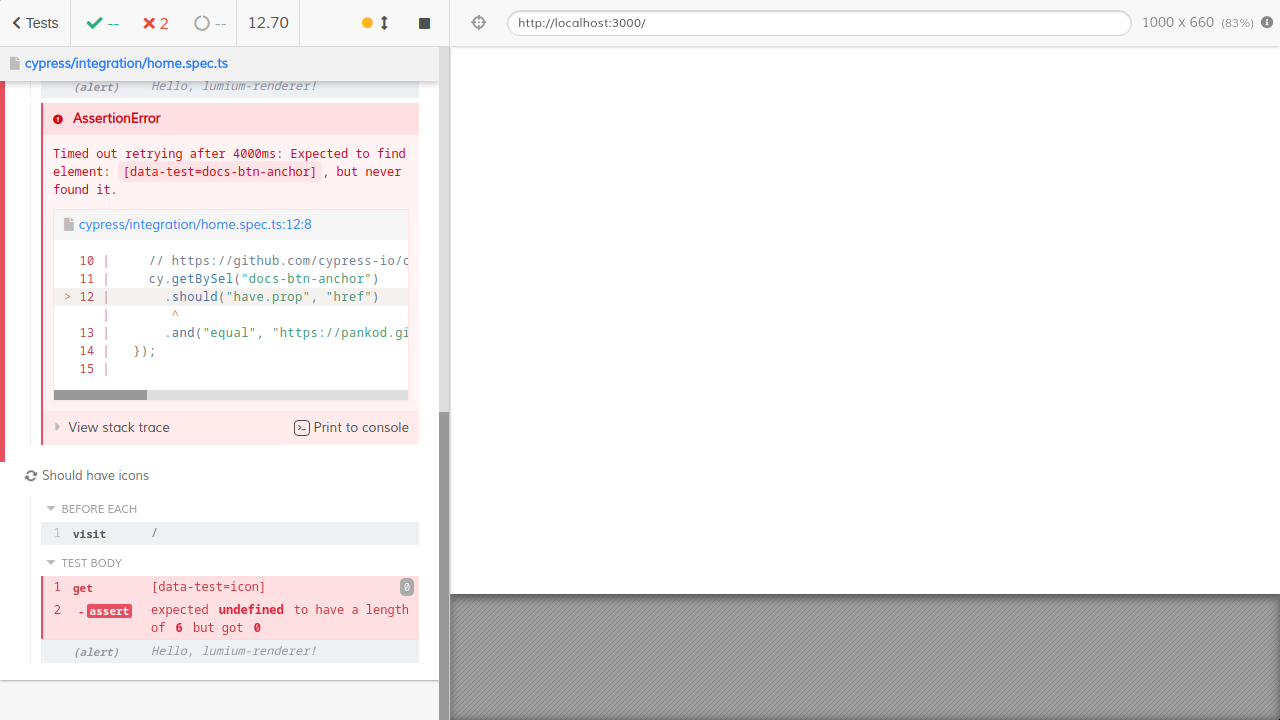 Tests
--
2
--
12.70
http://localhost:3000/
1000 x 660 (83%)
cypress/integration/home.spec.ts
(alert) Hello, lumium-renderer!
AssertionError
Timed out retrying after 4000ms: Expected to find
element: [data-test=docs-btn-anchor], but never
found it.
cypress/integration/home.spec.ts:12:8
10 | // https://github.com/cypress-io/c
11 | cy.getBySel("docs-btn-anchor")
> 12 | .should("have.prop", "href")
| ^
13 | .and("equal", "https://pankod.gi
14 | });
15 |
View stack trace
Print to console
Should have icons
BEFORE EACH
1 visit /
TEST BODY
1 get [data-test=icon] 0
2 -assert expected undefined to have a length
of 6 but got 0
(alert) Hello, lumium-renderer!